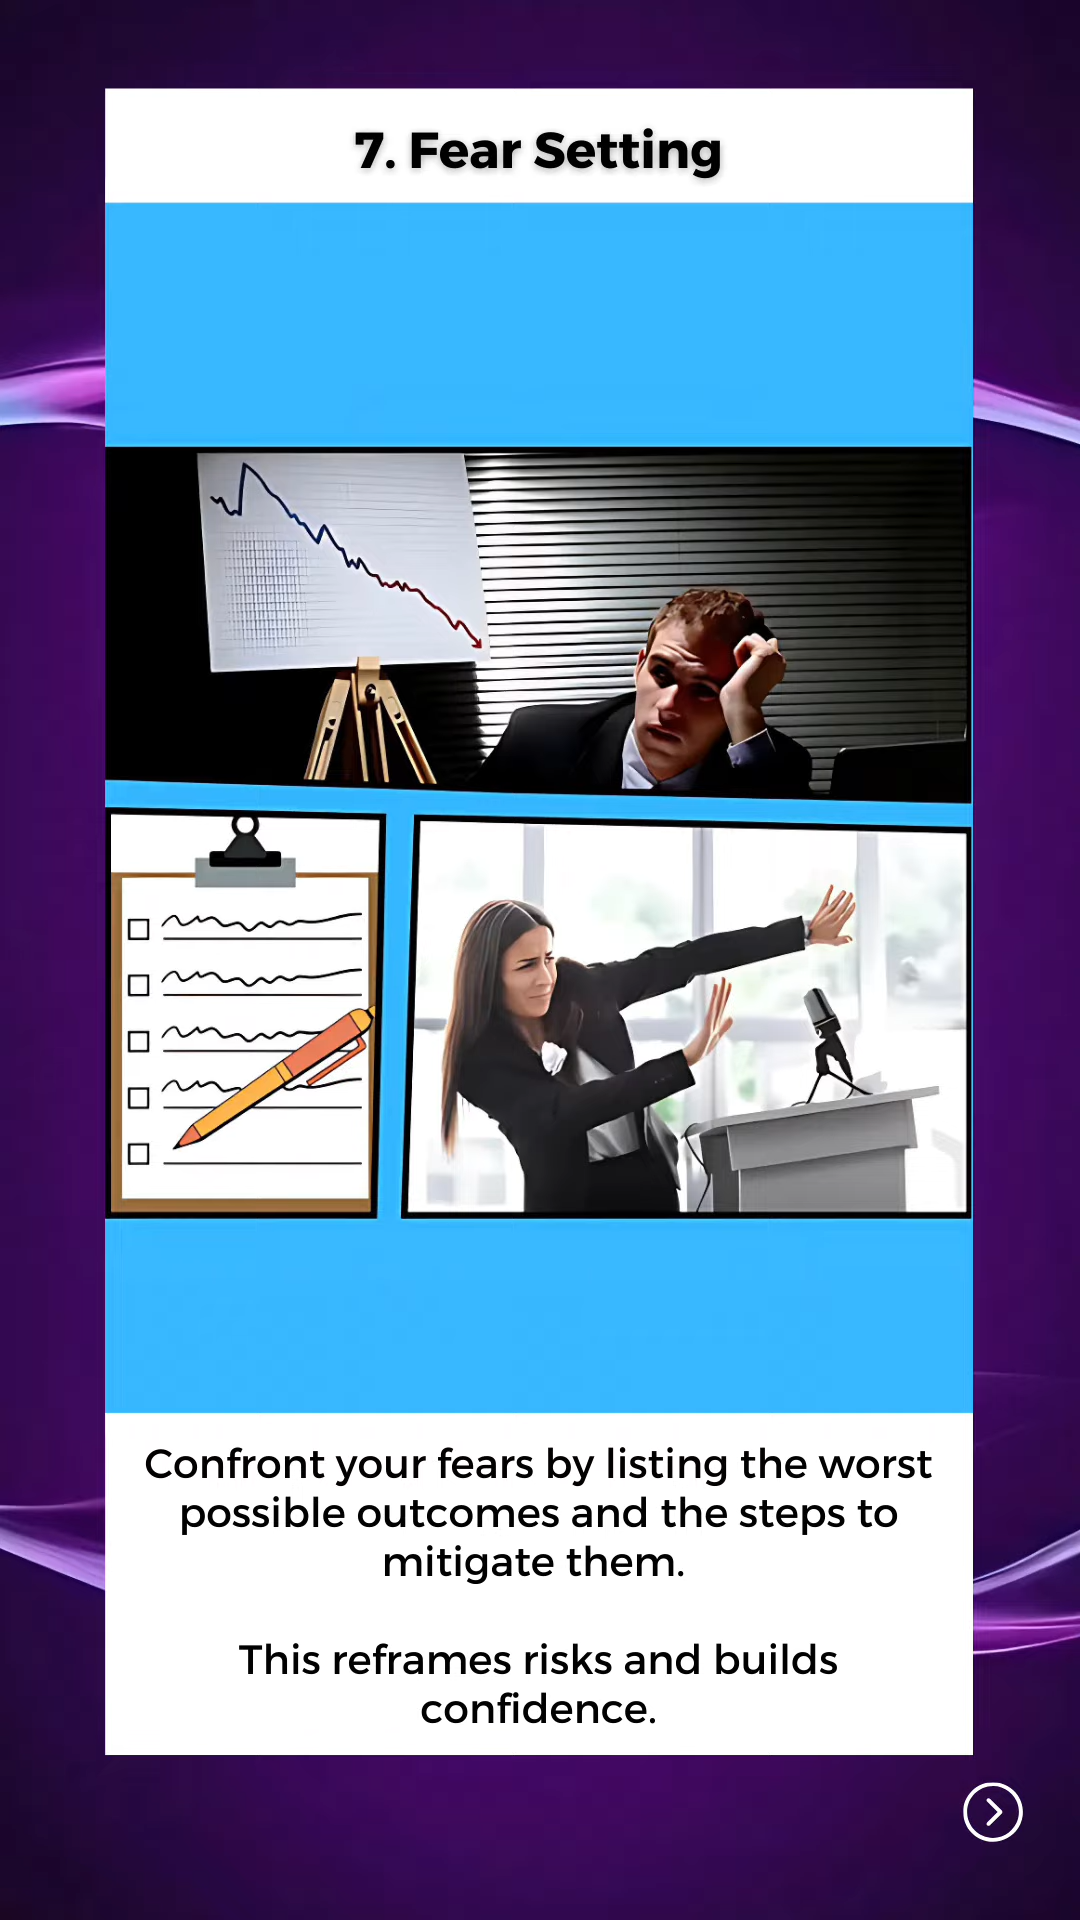 7. Fear Setting
Confront your fears by listing the worst
possible outcomes and the steps to
mitigate them.
This reframes risks and builds
confidence.